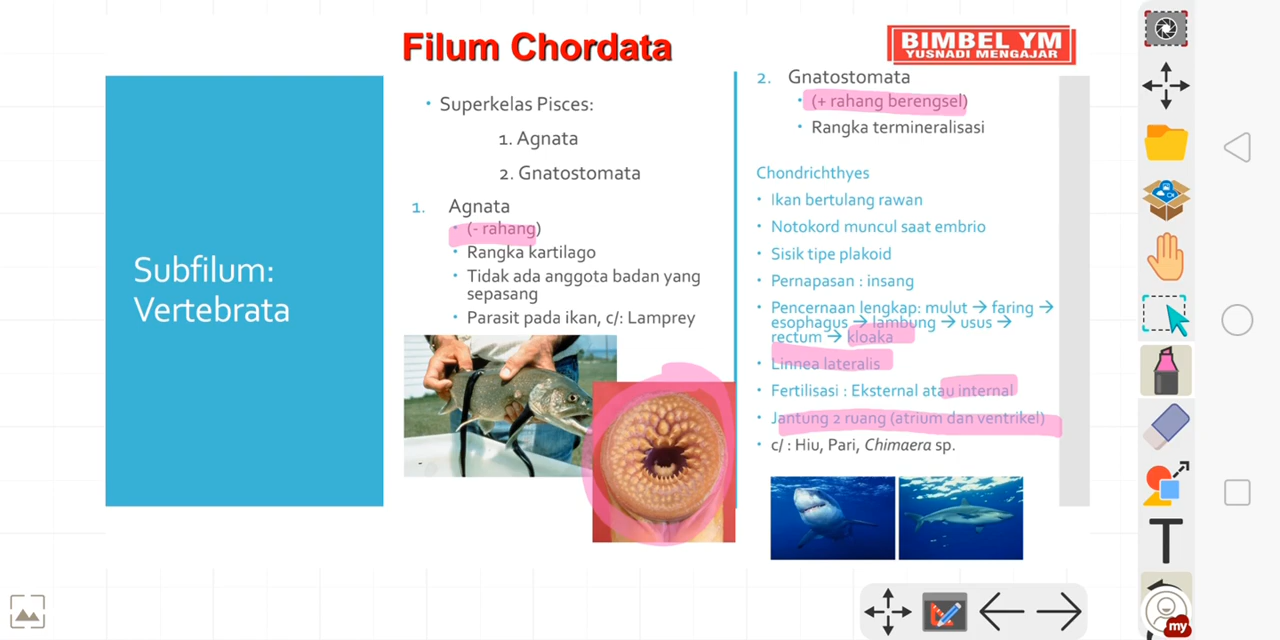 Filum Chordata
BIMBEL YM
YUSNADI MENGAJAR
Subfilum:
Vertebrata
• Superkelas Pisces:
1. Agnata
2. Gnatostomata
1. Agnata
• (- rahang)
• Rangka kartilago
• Tidak ada anggota badan yang
sepasang
• Parasit pada ikan, c/: Lamprey
2. Gnatostomata
• (+ rahang berengsel)
• Rangka termineralisasi
Chondrichthyes
• Ikan bertulang rawan
• Notokord muncul saat embrio
• Sisik tipe plakoid
• Pernapasan : insang
• Pencernaan lengkap: mulut → faring →
esophagus → lambung → usus →
rectum → kloaka
• Linnea lateralis
• Fertilisasi : Eksternal atau internal
• Jantung 2 ruang (atrium dan ventrikel)
• c/ : Hiu, Pari, Chimaera sp.
T
my